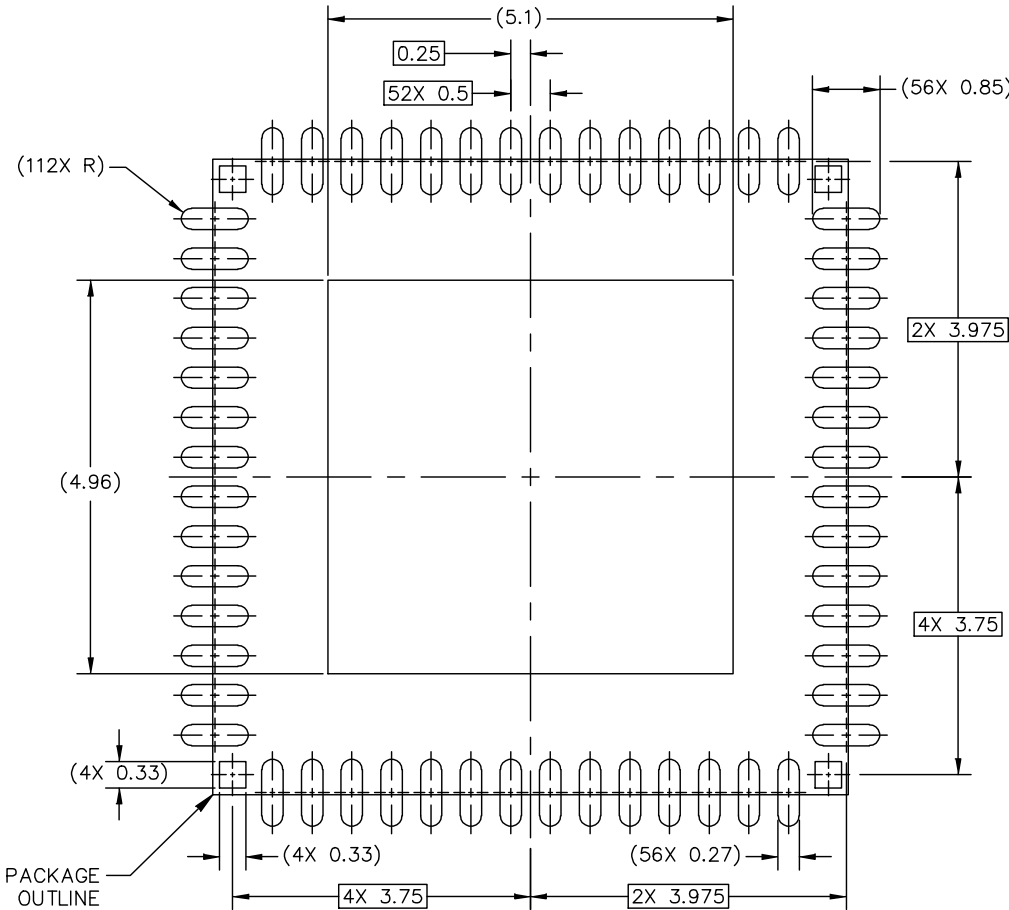 (5.1)
0.25
52X 0.5
(56X 0.85)
(112X R)
2X 3.975
(4.96)
4X 3.75
(4X 0.33)
(4X 0.33)
(56X 0.27)
PACKAGE
OUTLINE
4X 3.75
2X 3.975